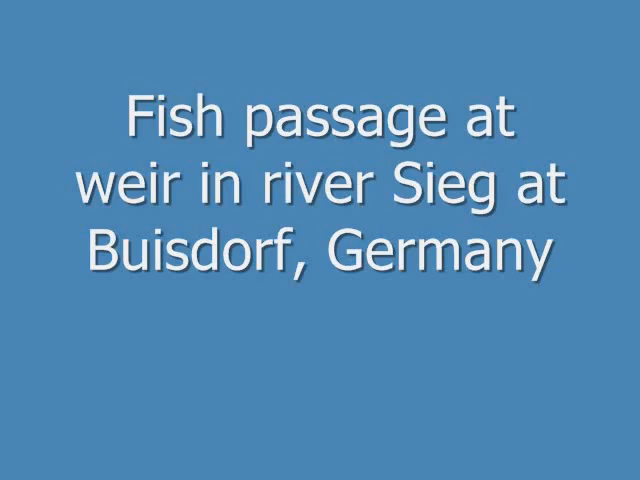 Fish passage at
weir in river Sieg at
Buisdorf, Germany